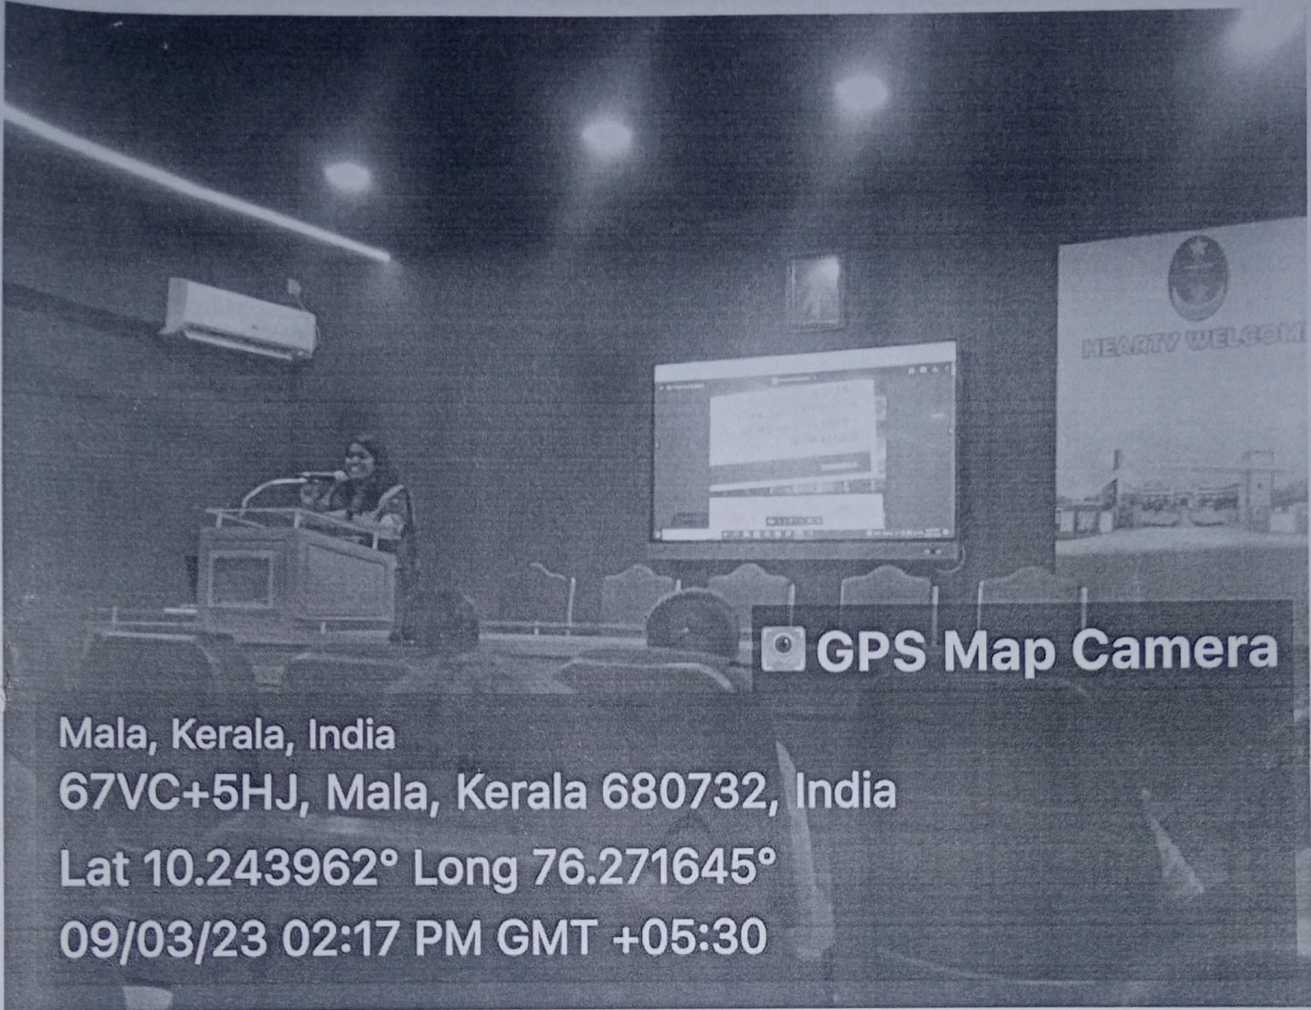 HEARTY WELCOM
GPS Map Camera
Mala, Kerala, India
67VC+5HJ, Mala, Kerala 680732, India
Lat 10.243962° Long 76.271645°
09/03/23 02:17 PM GMT +05:30